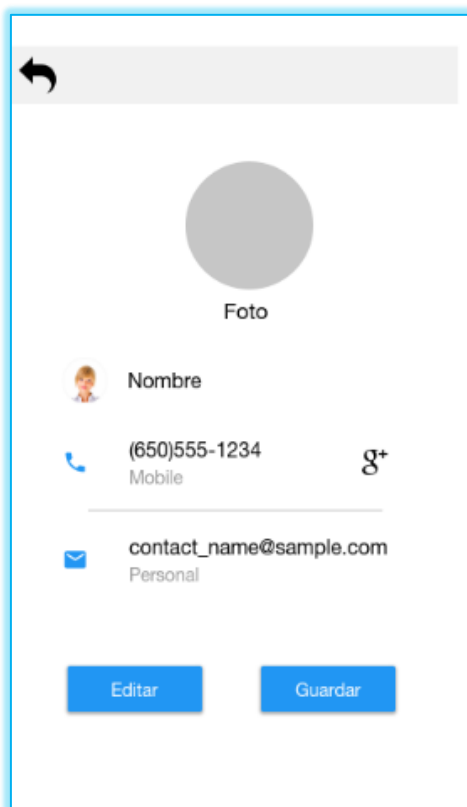 Foto
Nombre
(650)555-1234
Mobile
g+
contact_name@sample.com
Personal
Editar
Guardar